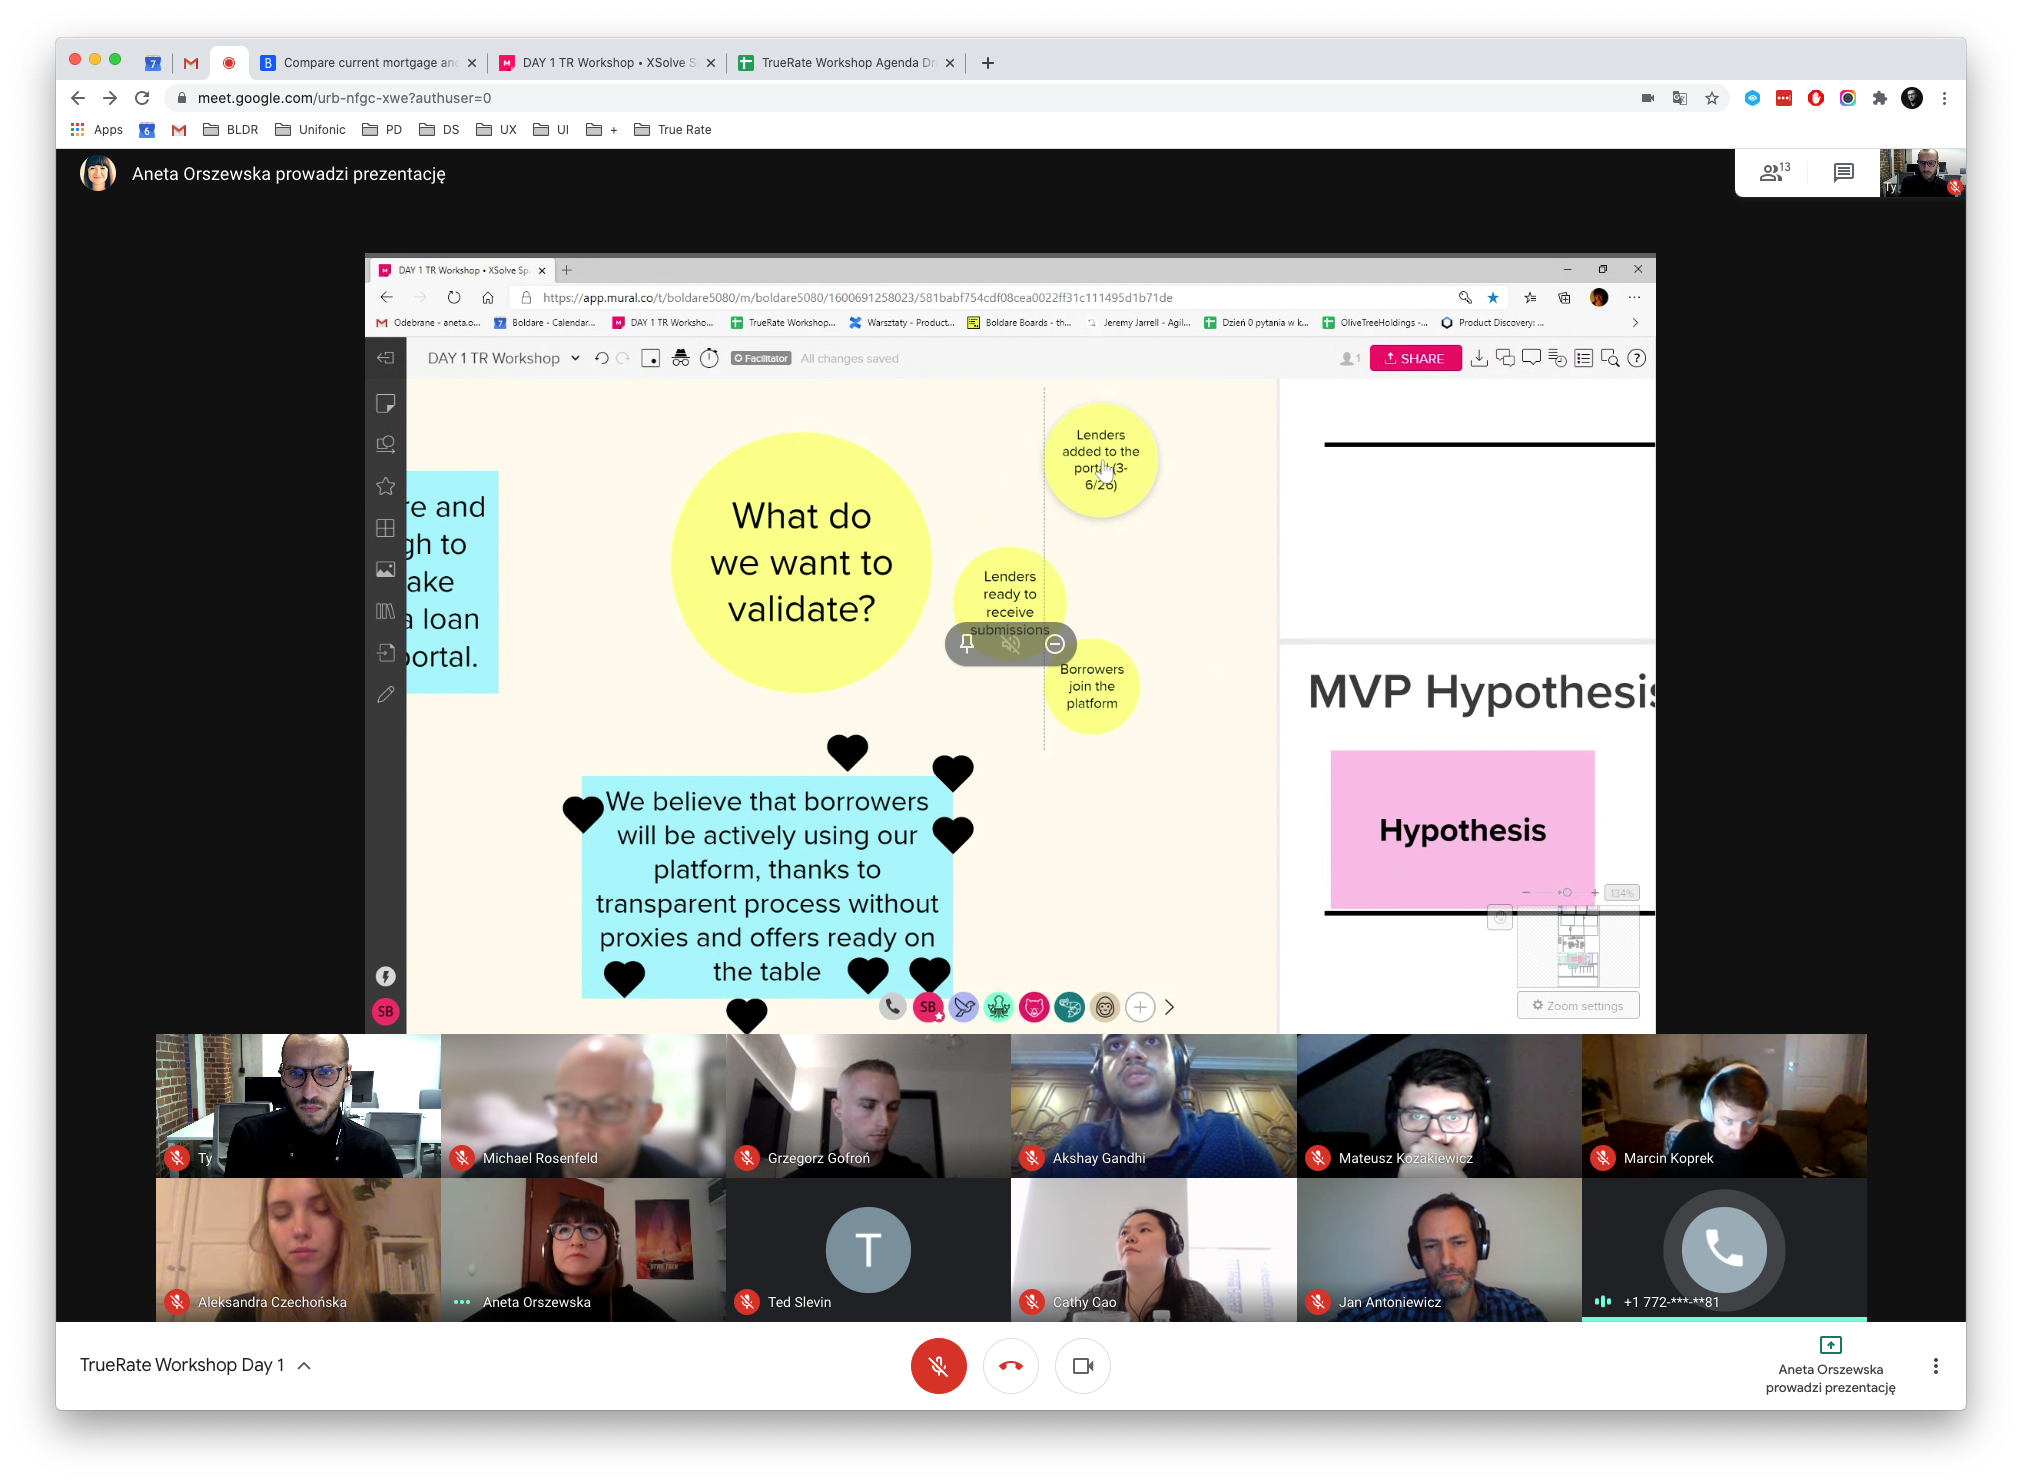 Compare current mortgage an
DAY 1 TR Workshop • XSolve S
TrueRate Workshop Agenda Dr
meet.google.com/urb-nfgc-xwe?authuser=0
Apps
BLDR
Unifonic
PD
DS
UX
UI
+
True Rate
Aneta Orszewska prowadzi prezentację
13
Ty
DAY 1 TR Workshop • XSolve Sp.
https://app.mural.co/t/boldare5080/m/boldare5080/1600691258023/581babf754cdf08cea0022ff31c111495d1b71de
Odebrane - aneta.o...
Boldare - Calendar...
DAY 1 TR Worksho...
TrueRate Workshop...
Warsztaty - Product...
Boldare Boards - th...
Jeremy Jarrell - Agil...
Dzień 0 pytania w k...
OliveTreeHoldings -...
Product Discovery: ...
DAY 1 TR Workshop
Facilitator
All changes saved
1
SHARE
Lenders
added to the
portal (3-
6/26)
re and
gh to
ake
a loan
portal.
What do
we want to
validate?
Lenders
ready to
receive
submissions
Borrowers
join the
platform
MVP Hypothesis
Hypothesis
We believe that borrowers
will be actively using our
platform, thanks to
transparent process without
proxies and offers ready on
the table
134%
Zoom settings
SB
SB
Ty
Michael Rosenfeld
Grzegorz Gofroń
Akshay Gandhi
Mateusz Kozakiewicz
Marcin Koprek
Aleksandra Czechońska
Aneta Orszewska
T
Ted Slevin
Cathy Cao
Jan Antoniewicz
+1 772-***-**81
TrueRate Workshop Day 1
Aneta Orszewska
prowadzi prezentację